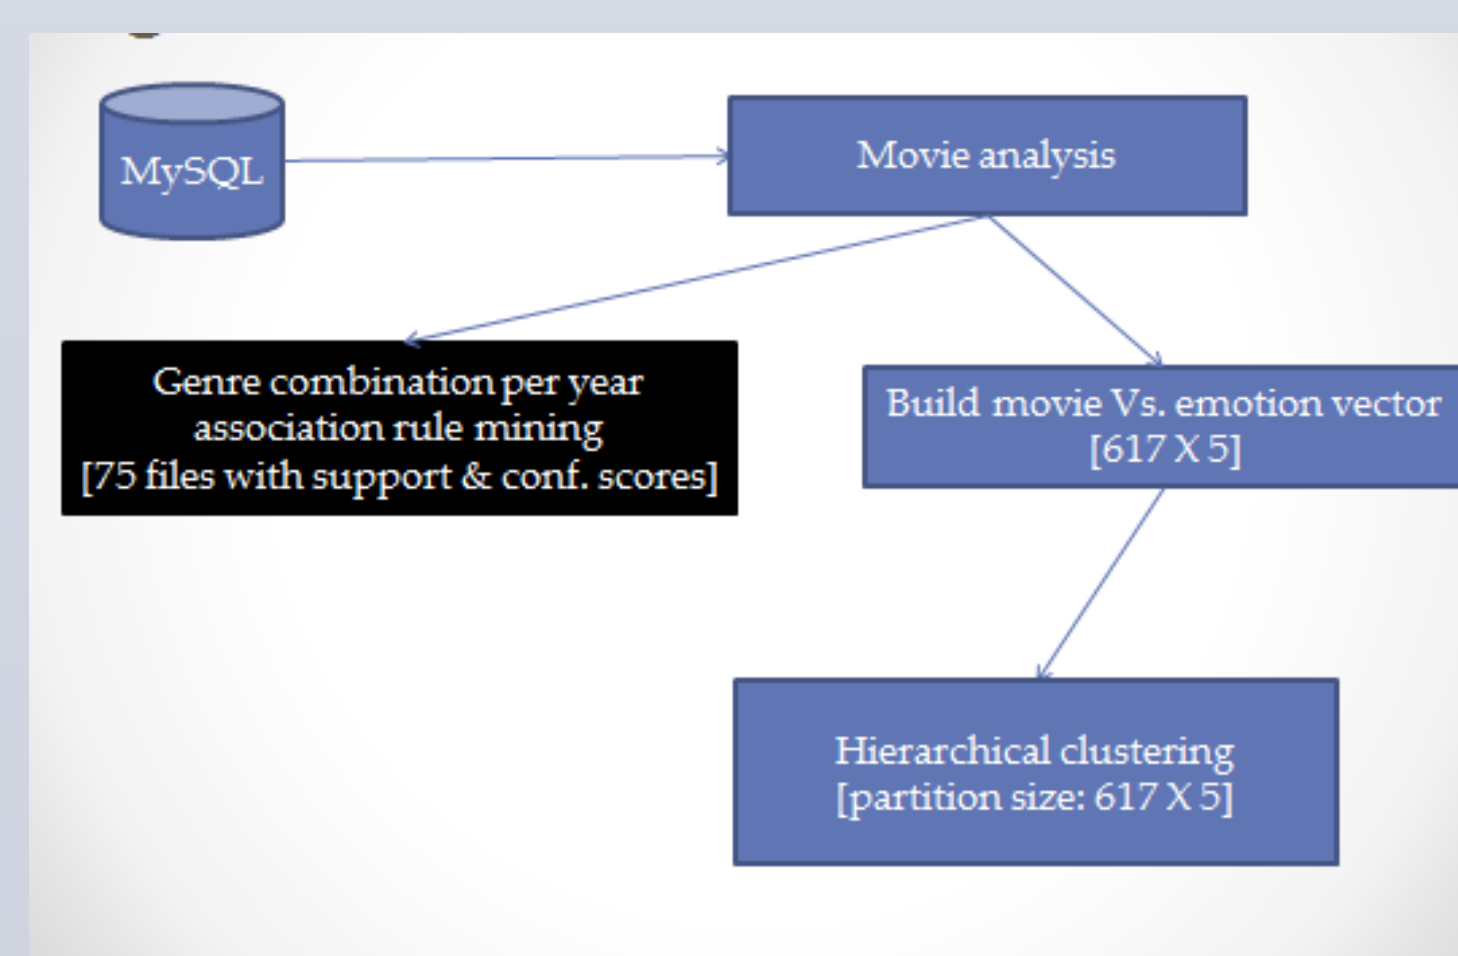 MySQL
Movie analysis
Genre combination per year
association rule mining
[75 files with support & conf. scores]
Build movie Vs. emotion vector
[617 X 5]
Hierarchical clustering
[partition size: 617 X 5]